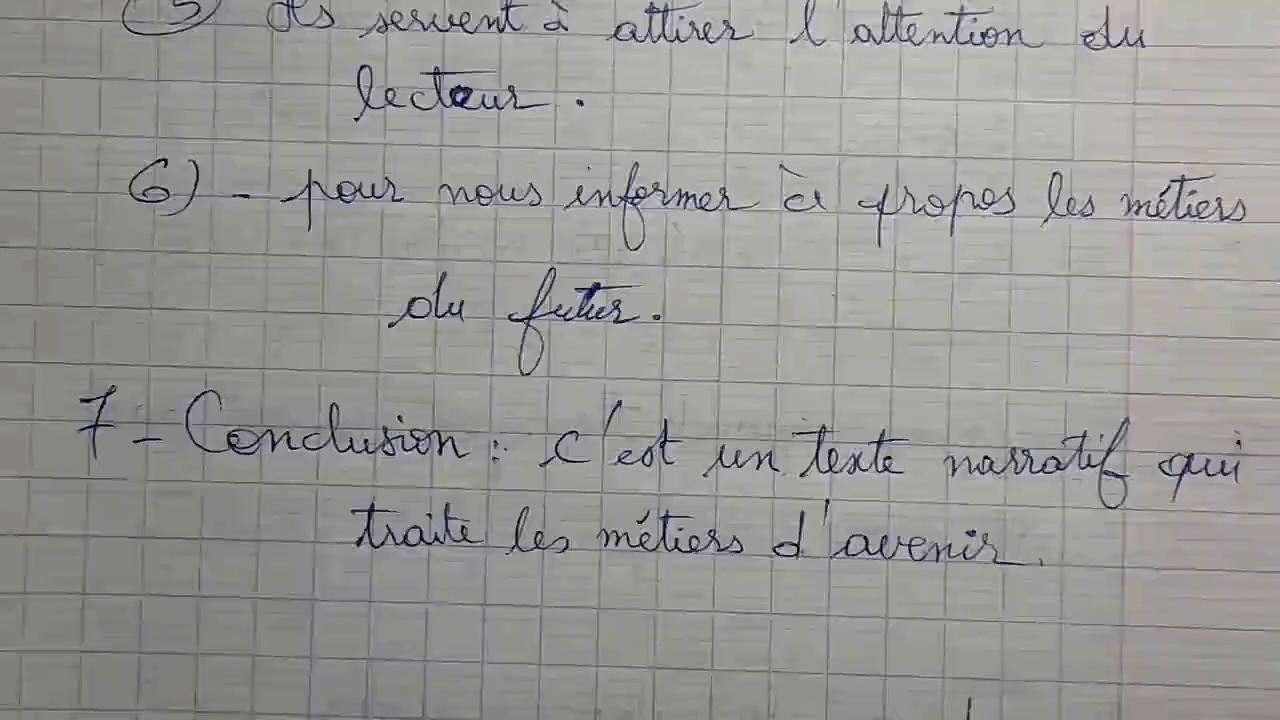 5) Ils servent à attirer l'attention du
lecteur.
6) - pour nous informer à propos les métiers
du futur.
7 - Conclusion : c'est un texte narratif qui
traite les métiers d'avenir.